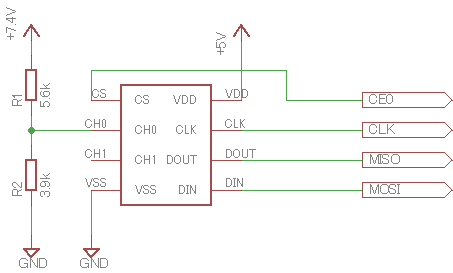 +7.4V
+5V
R1
5.6k
R2
3.9k
GND
GND
CS
CH0
CH1
VSS
CS
CH0
CH1
VSS
VDD
CLK
DOUT
DIN
VDD
CLK
DOUT
DIN
CE0
CLK
MISO
MOSI